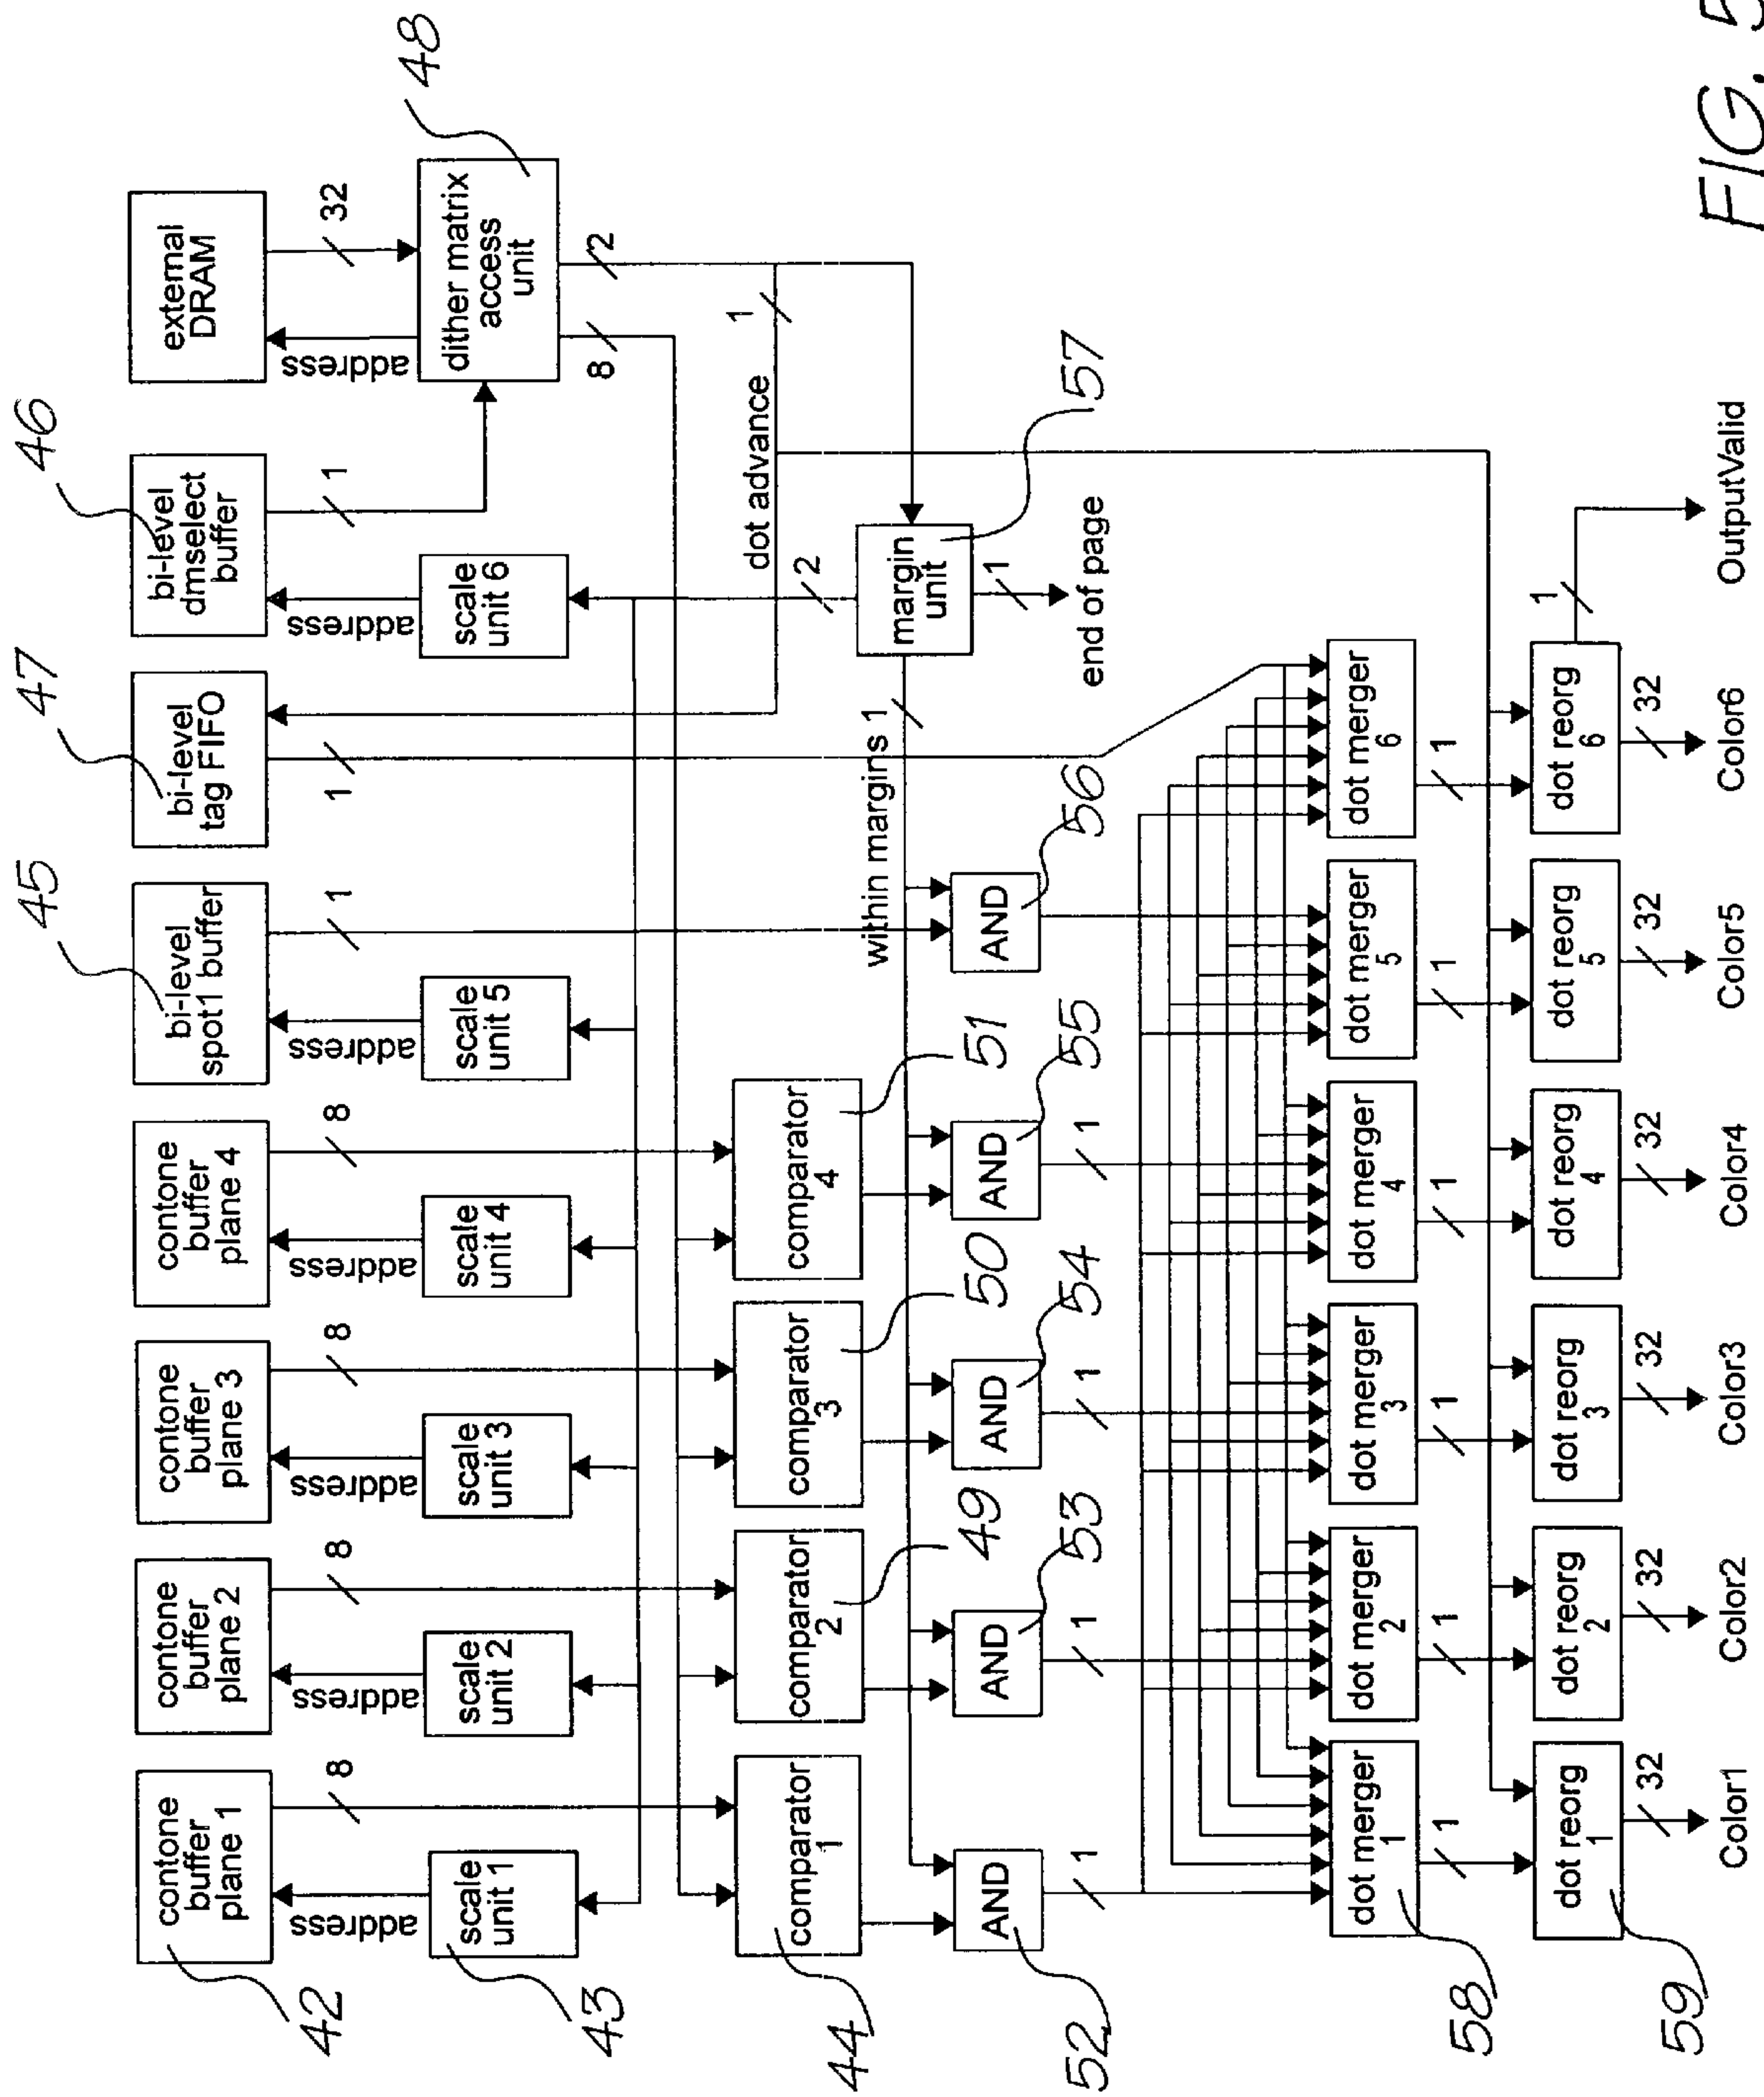 45
47
46
42
contone
buffer
plane 1
contone
buffer
plane 2
contone
buffer
plane 3
contone
buffer
plane 4
bi-level
spot1 buffer
bi-level
tag FIFO
bi-level
dmselect
buffer
external
DRAM
address
8
address
8
address
8
address
8
address
1
1
address
1
address
32
43
scale
unit 1
scale
unit 2
scale
unit 3
scale
unit 4
scale
unit 5
scale
unit 6
dither matrix
access
unit
48
8
2
44
comparator
1
comparator
2
comparator
3
comparator
4
dot advance
1
2
49
50
51
within margins 1
margin
unit
57
1
end of page
52
AND
53
AND
54
AND
55
AND
56
AND
1
1
1
1
58
dot merger
1
dot merger
2
dot merger
3
dot merger
4
dot merger
5
dot merger
6
1
1
1
1
1
1
59
dot reorg
1
dot reorg
2
dot reorg
3
dot reorg
4
dot reorg
5
dot reorg
6
1
32
32
32
32
32
32
Color1
Color2
Color3
Color4
Color5
Color6
OutputValid
FIG. 5